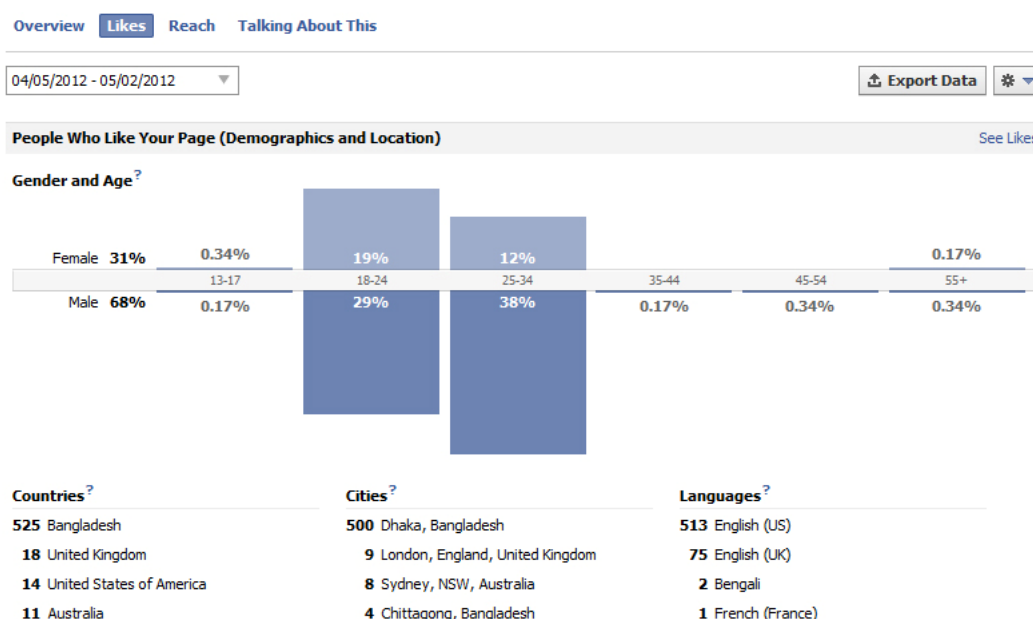 Overview Likes Reach Talking About This
04/05/2012 - 05/02/2012 Export Data
People Who Like Your Page (Demographics and Location) See Likes
Gender and Age?
Female 31% 0.34% 19% 12% 0.17%
13-17 18-24 25-34 35-44 45-54 55+
Male 68% 0.17% 29% 38% 0.17% 0.34% 0.34%
Countries? Cities? Languages?
525 Bangladesh 500 Dhaka, Bangladesh 513 English (US)
18 United Kingdom 9 London, England, United Kingdom 75 English (UK)
14 United States of America 8 Sydney, NSW, Australia 2 Bengali
11 Australia 4 Chittagong, Bangladesh 1 French (France)